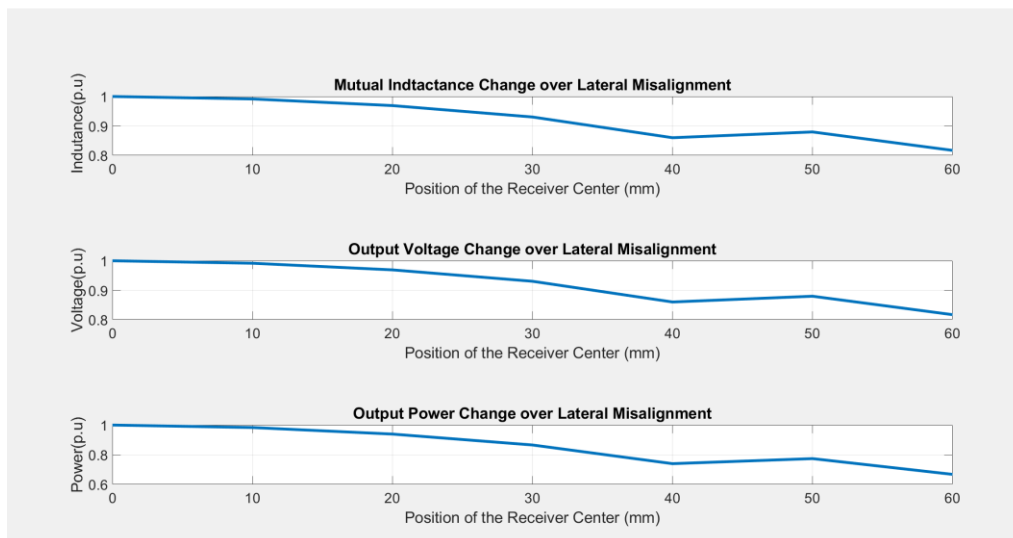 Mutual Indtactance Change over Lateral Misalignment
Indutance(p.u)
1
0.9
0.8
0 10 20 30 40 50 60
Position of the Receiver Center (mm)
Output Voltage Change over Lateral Misalignment
Voltage(p.u)
1
0.9
0.8
0 10 20 30 40 50 60
Position of the Receiver Center (mm)
Output Power Change over Lateral Misalignment
Power(p.u)
1
0.8
0.6
0 10 20 30 40 50 60
Position of the Receiver Center (mm)